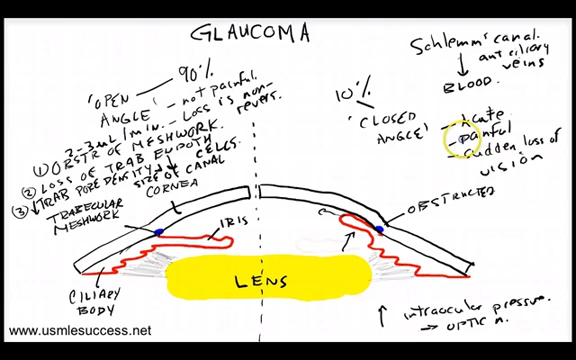 GLAUCOMA
90%
'OPEN
ANGLE'
- not painful.
- Loss is non-
revers.
2-3 uL/min.
(1) OBSTR OF MESHWORK.
(2) LOSS OF TRAB ENDOTH
CELLS.
(3) ↓ TRAB PORE DENSITY ↓ SIZE OF CANAL
TRABECULAR
MESHWORK
CORNEA
IRIS
CILIARY
BODY
LENS
10%
'CLOSED
ANGLE'
- Acute
- painful
- sudden loss of
vision
Schlemm' canal.
ant ciliary
veins
BLOOD.
OBSTRUCTED
↑ intraocular pressure.
→ OPTIC n.
www.usmlesuccess.net